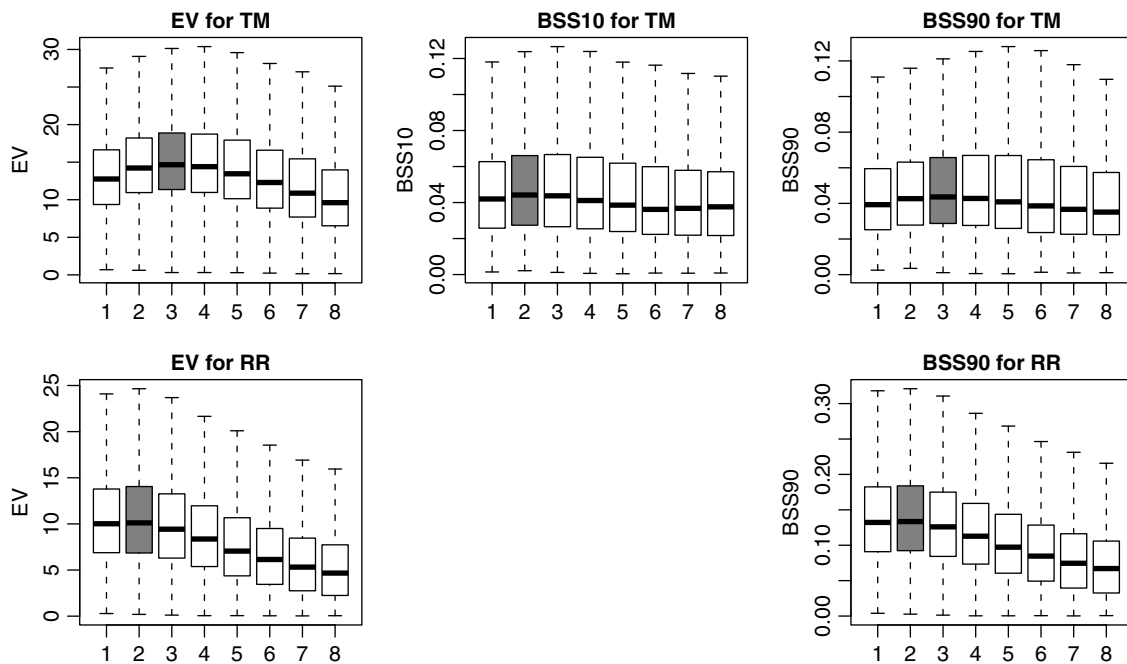 EV for TM
EV
0 5 10 20 30
1 2 3 4 5 6 7 8
BSS10 for TM
BSS10
0.00 0.04 0.08 0.12
1 2 3 4 5 6 7 8
BSS90 for TM
BSS90
0.00 0.04 0.08 0.12
1 2 3 4 5 6 7 8
EV for RR
EV
0 5 10 15 20 25
1 2 3 4 5 6 7 8
BSS90 for RR
BSS90
0.00 0.10 0.20 0.30
1 2 3 4 5 6 7 8